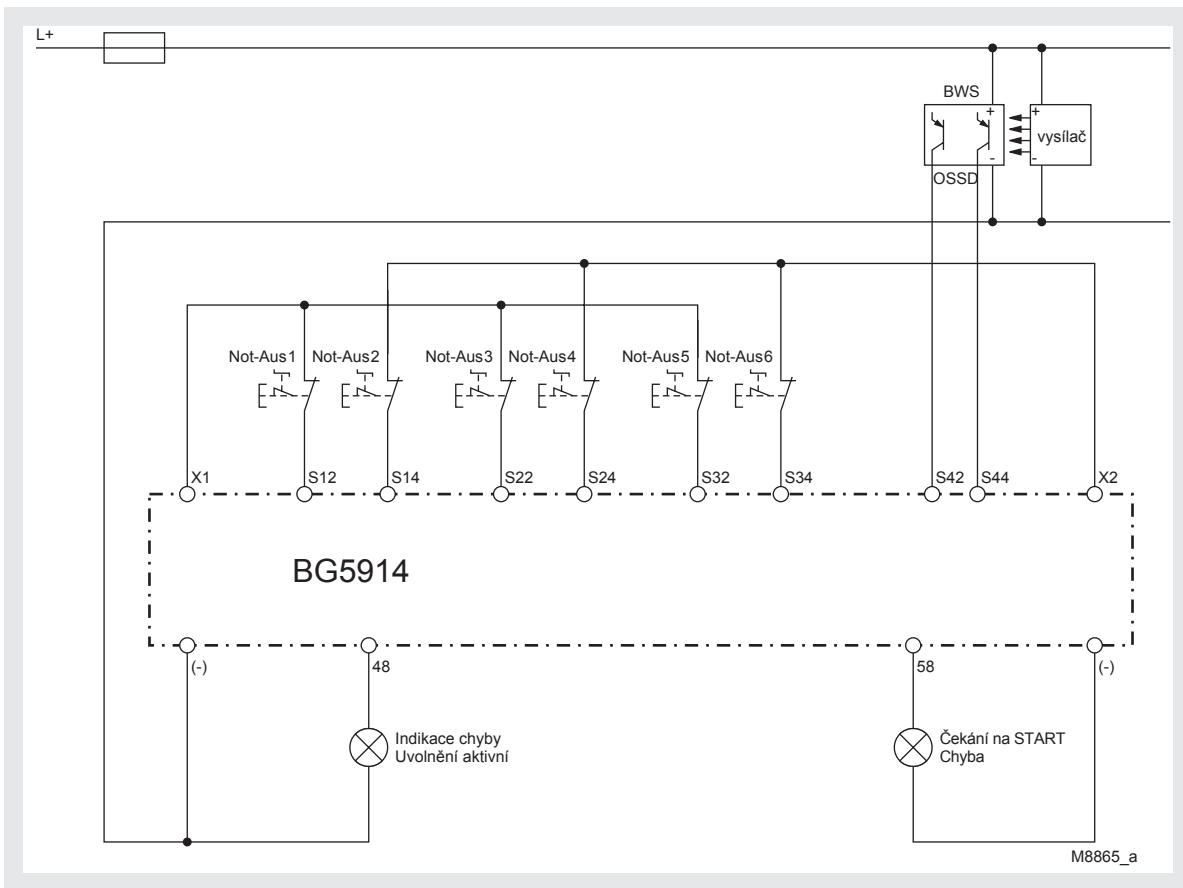 L+
BWS
+
+
vysílač
-
-
OSSD
Not-Aus1
Not-Aus2
Not-Aus3
Not-Aus4
Not-Aus5
Not-Aus6
X1
S12
S14
S22
S24
S32
S34
S42
S44
X2
BG5914
(-)
48
58
(-)
Indikace chyby
Uvolnění aktivní
Čekání na START
Chyba
M8865_a